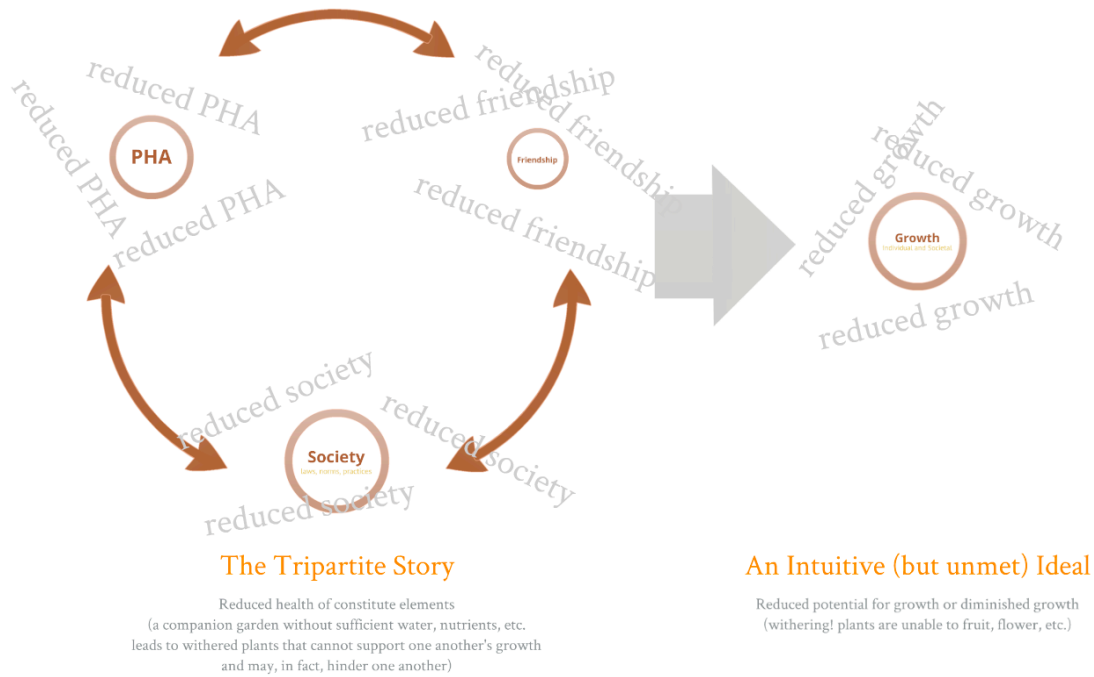 reduced PHA
reduced PHA
PHA
reduced PHA
reduced friendship
reduced friendship
Friendship
reduced friendship
reduced growth
reduced growth
Growth
Individual and Societal
reduced growth
reduced society
reduced society
Society
Laws, norms, practices
reduced society
The Tripartite Story
Reduced health of constitute elements
(a companion garden without sufficient water, nutrients, etc.
leads to withered plants that cannot support one another's growth
and may, in fact, hinder one another)
An Intuitive (but unmet) Ideal
Reduced potential for growth or diminished growth
(withering! plants are unable to fruit, flower, etc.)